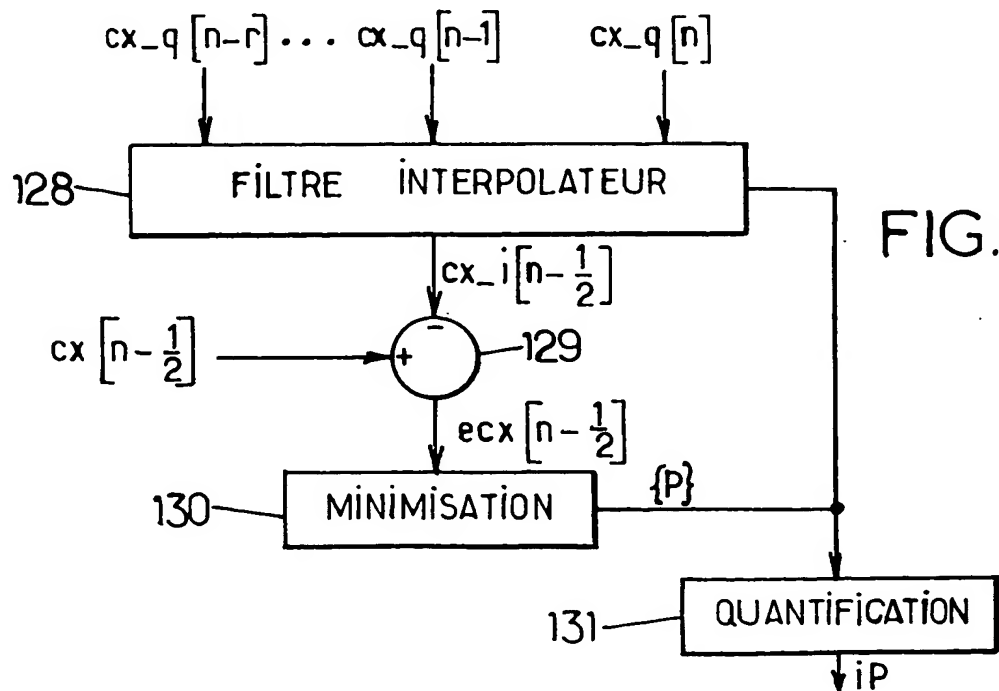 cx_q [n-r] ... cx_q [n-1] cx_q [n]
128 FiLTRE iNTERPOLATEUR
FIG.
cx_i [n-1/2]
cx [n-1/2] + - 129
ecx [n-1/2]
130 MiNiMiSATiON {P}
131 QUANTiFiCATiON
iP